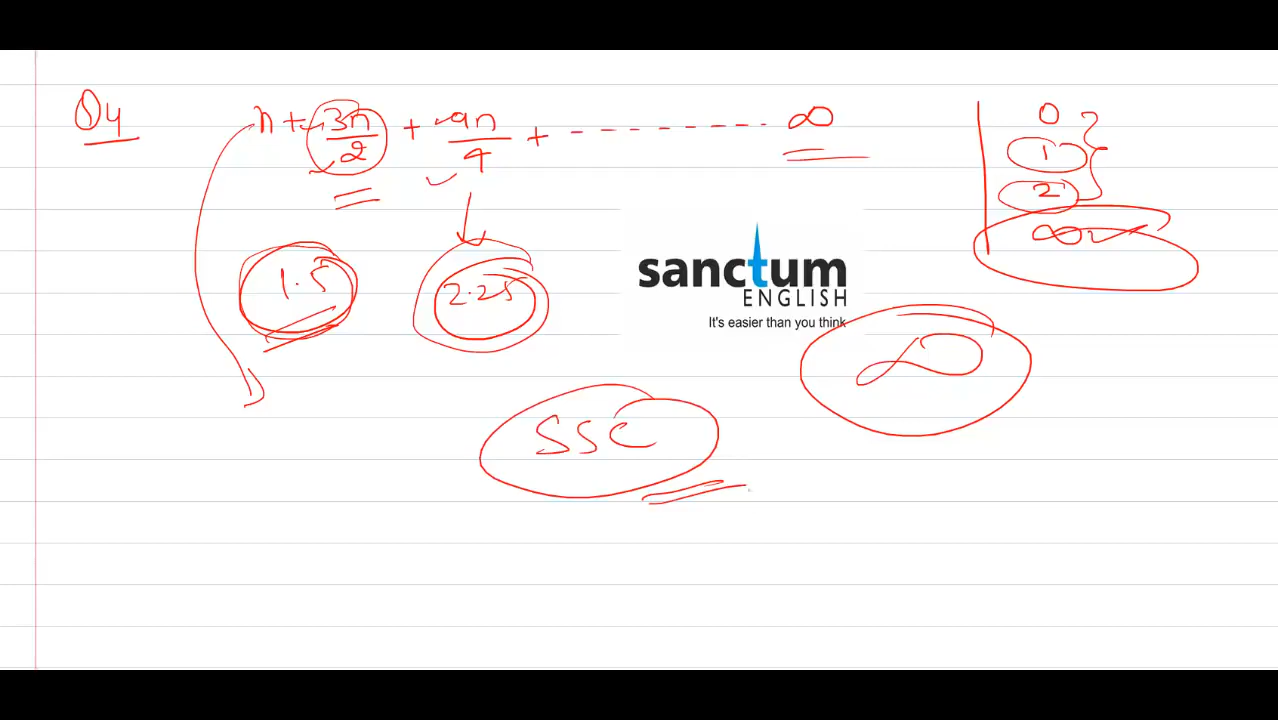 Q4
n + 3n/2 + 9n/4 + - - - - - - - - - ∞
0
1
2
∞
1.5
2.25
sanctum
ENGLISH
It's easier than you think
∞
SSC